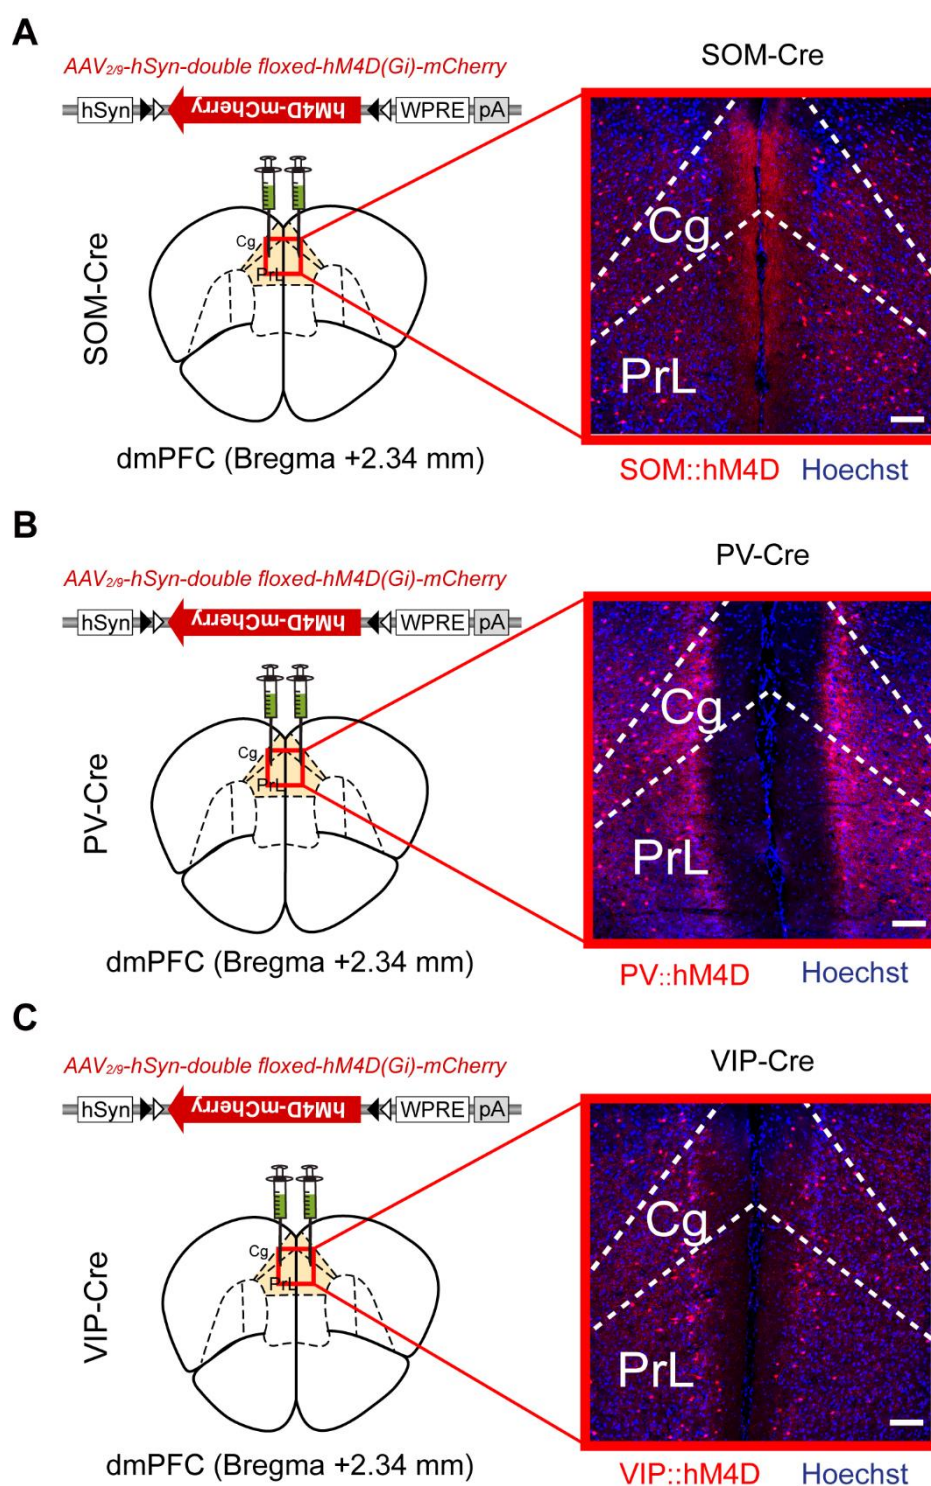 A
AAV2/9-hSyn-double floxed-hM4D(Gi)-mCherry
SOM-Cre
hSyn hM4D-mCherry WPRE pA
SOM-Cre
Cg
PrL
Cg
PrL
dmPFC (Bregma +2.34 mm)
SOM::hM4D Hoechst
B
PV-Cre
AAV2/9-hSyn-double floxed-hM4D(Gi)-mCherry
hSyn hM4D-mCherry WPRE pA
PV-Cre
Cg
PrL
Cg
PrL
dmPFC (Bregma +2.34 mm)
PV::hM4D Hoechst
C
VIP-Cre
AAV2/9-hSyn-double floxed-hM4D(Gi)-mCherry
hSyn hM4D-mCherry WPRE pA
VIP-Cre
Cg
PrL
Cg
PrL
dmPFC (Bregma +2.34 mm)
VIP::hM4D Hoechst